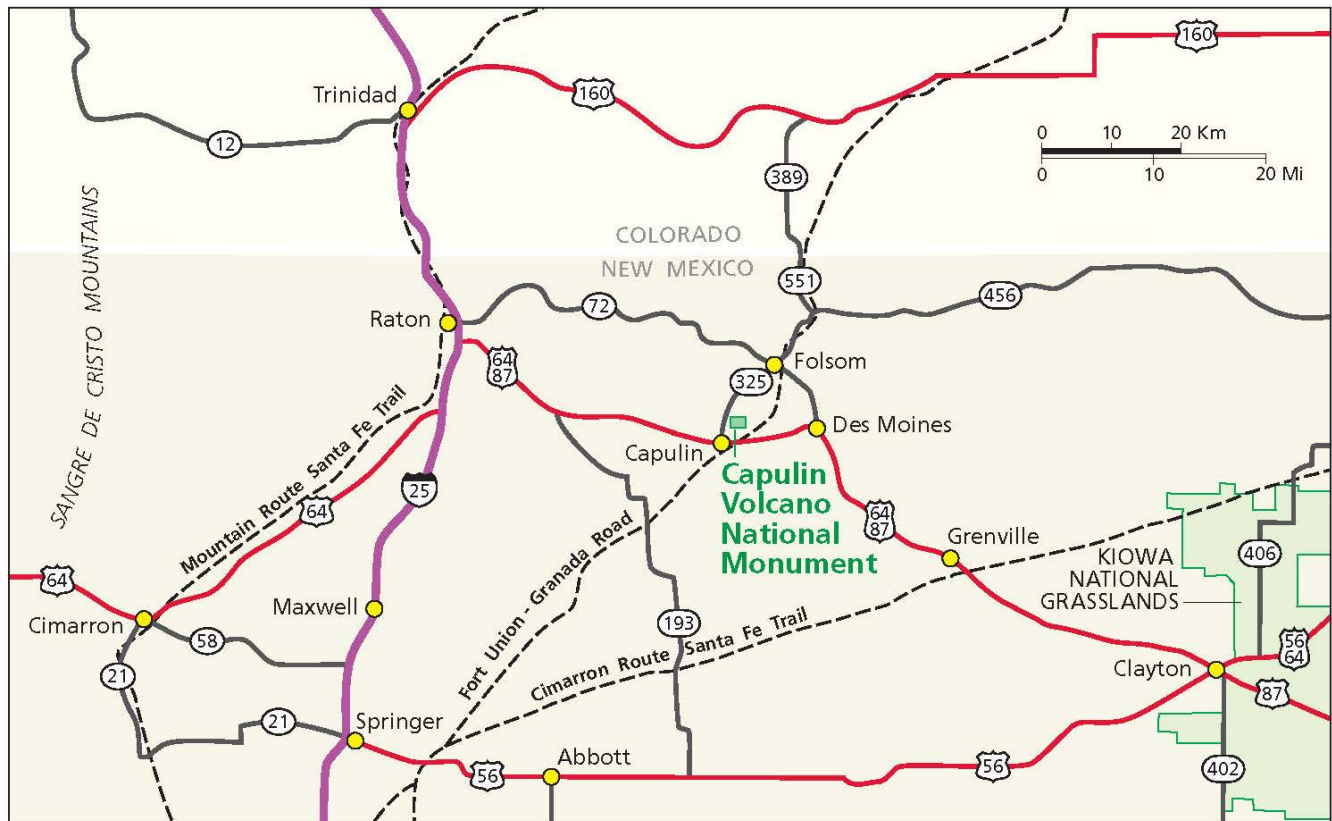 160
Trinidad
160
0 10 20 Km
0 10 20 Mi
12
389
SANGRE DE CRISTO MOUNTAINS
COLORADO
NEW MEXICO
551
456
72
Raton
64
87
Folsom
325
Mountain Route Santa Fe Trail
Des Moines
Capulin
Capulin
Volcano
National
Monument
25
64
64
87
Fort Union - Granada Road
Grenville
406
KIOWA
NATIONAL
GRASSLANDS
64
Maxwell
Cimarron
193
Cimarron Route Santa Fe Trail
58
56
64
Clayton
21
87
21
Springer
Abbott
56
56
402